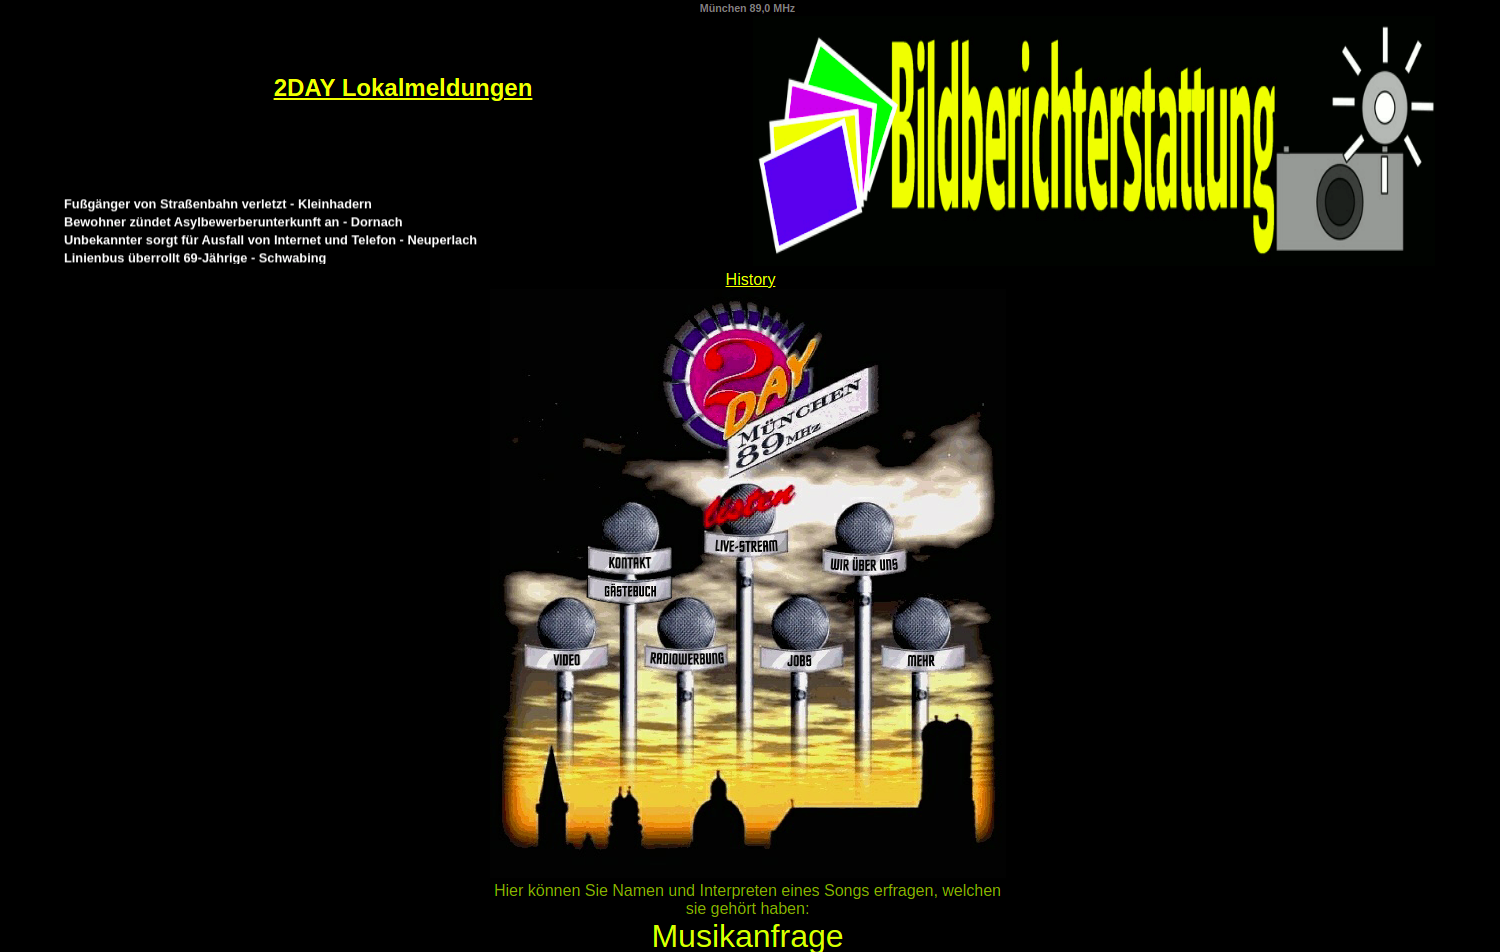 München 89,0 MHz
2DAY Lokalmeldungen
Bildberichterstattung
Fußgänger von Straßenbahn verletzt - Kleinhadern
Bewohner zündet Asylbewerberunterkunft an - Dornach
Unbekannter sorgt für Ausfall von Internet und Telefon - Neuperlach
Linienbus überrollt 69-Jährige - Schwabing
History
2DAY
MÜNCHEN
89 MHz
listen
LIVE-STREAM
KONTAKT
WIR ÜBER UNS
GÄSTEBUCH
VIDEO
RADIOWERBUNG
JOBS
MEHR
Hier können Sie Namen und Interpreten eines Songs erfragen, welchen
sie gehört haben:
Musikanfrage